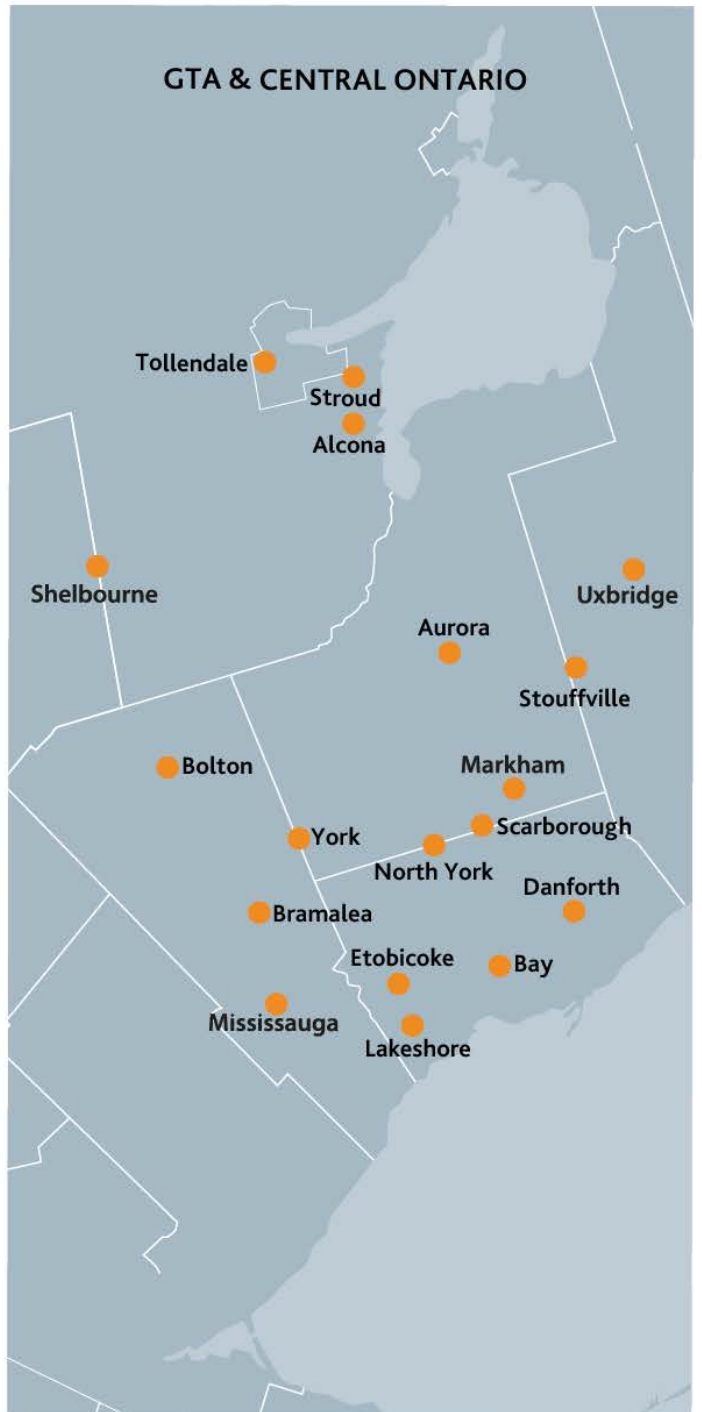 GTA & CENTRAL ONTARIO
Tollendale
Stroud
Alcona
Shelbourne
Uxbridge
Aurora
Stouffville
Bolton
Markham
York
Scarborough
North York
Danforth
Bramalea
Etobicoke
Bay
Mississauga
Lakeshore